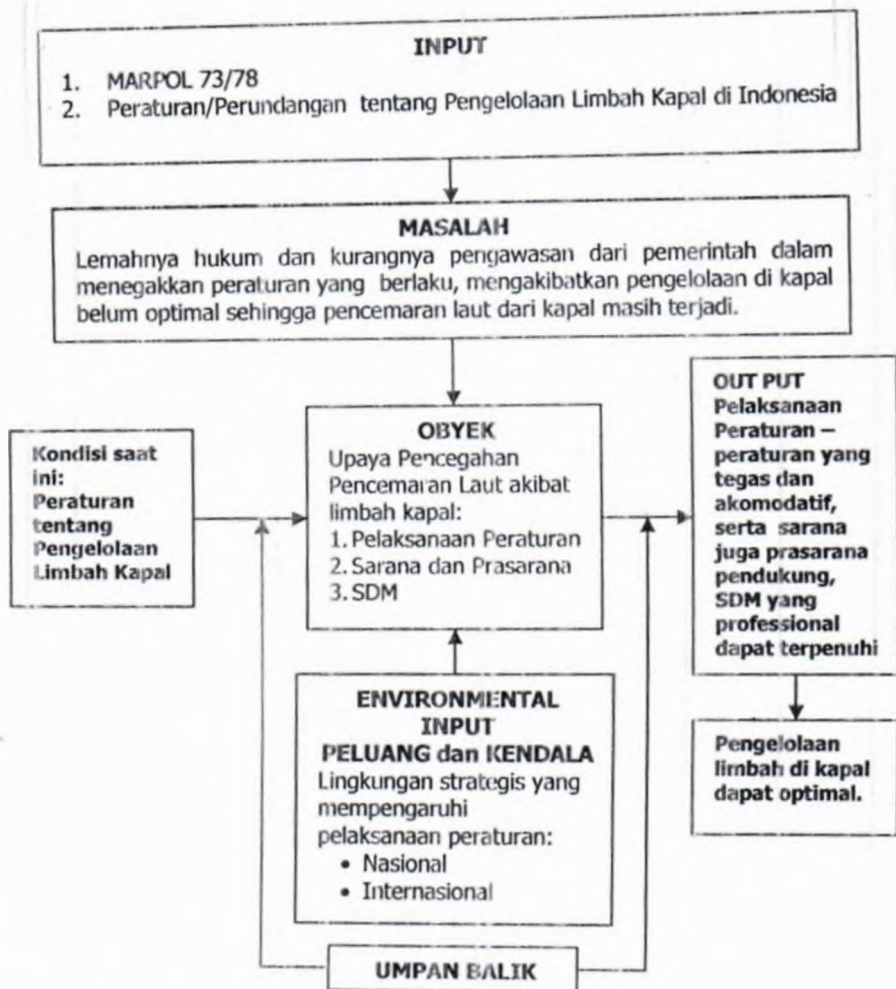 INPUT
1. MARPOL 73/78
2. Peraturan/Perundangan tentang Pengelolaan Limbah Kapal di Indonesia
MASALAH
Lemahnya hukum dan kurangnya pengawasan dari pemerintah dalam
menegakkan peraturan yang berlaku, mengakibatkan pengelolaan di kapal
belum optimal sehingga pencemaran laut dari kapal masih terjadi.
Kondisi saat
ini:
Peraturan
tentang
Pengelolaan
Limbah Kapal
OBYEK
Upaya Pencegahan
Pencemaran Laut akibat
limbah kapal:
1. Pelaksanaan Peraturan
2. Sarana dan Prasarana
3. SDM
OUT PUT
Pelaksanaan
Peraturan –
peraturan yang
tegas dan
akomodatif,
serta sarana
juga prasarana
pendukung,
SDM yang
professional
dapat terpenuhi
ENVIRONMENTAL
INPUT
PELUANG dan KENDALA
Lingkungan strategis yang
mempengaruhi
pelaksanaan peraturan:
• Nasional
• Internasional
Pengelolaan
limbah di kapal
dapat optimal.
UMPAN BALIK